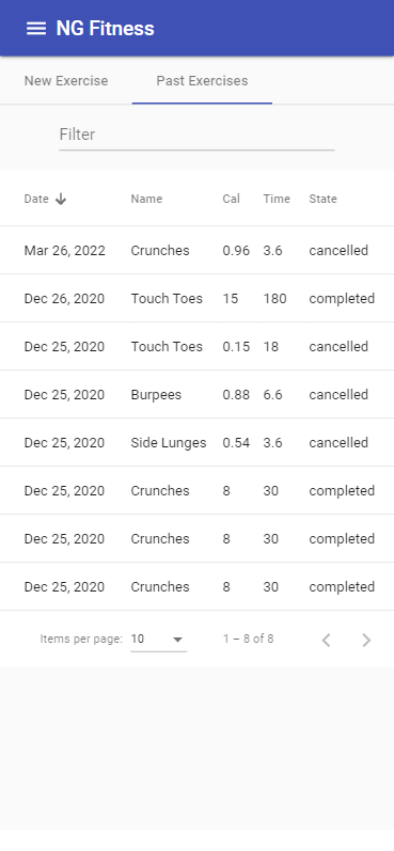 NG Fitness
New Exercise Past Exercises
Filter
Date Name Cal Time State
Mar 26, 2022 Crunches 0.96 3.6 cancelled
Dec 26, 2020 Touch Toes 15 180 completed
Dec 25, 2020 Touch Toes 0.15 18 cancelled
Dec 25, 2020 Burpees 0.88 6.6 cancelled
Dec 25, 2020 Side Lunges 0.54 3.6 cancelled
Dec 25, 2020 Crunches 8 30 completed
Dec 25, 2020 Crunches 8 30 completed
Dec 25, 2020 Crunches 8 30 completed
Items per page: 10 1 – 8 of 8